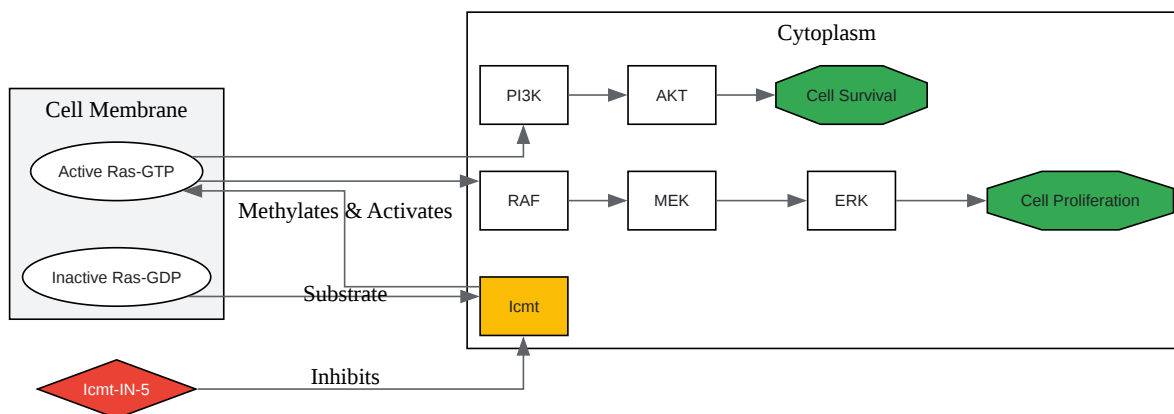 Cytoplasm
PI3K
AKT
Cell Survival
Cell Membrane
Active Ras-GTP
RAF
MEK
ERK
Cell Proliferation
Methylates & Activates
Inactive Ras-GDP
Substrate
Icmt
Inhibits
Icmt-IN-5